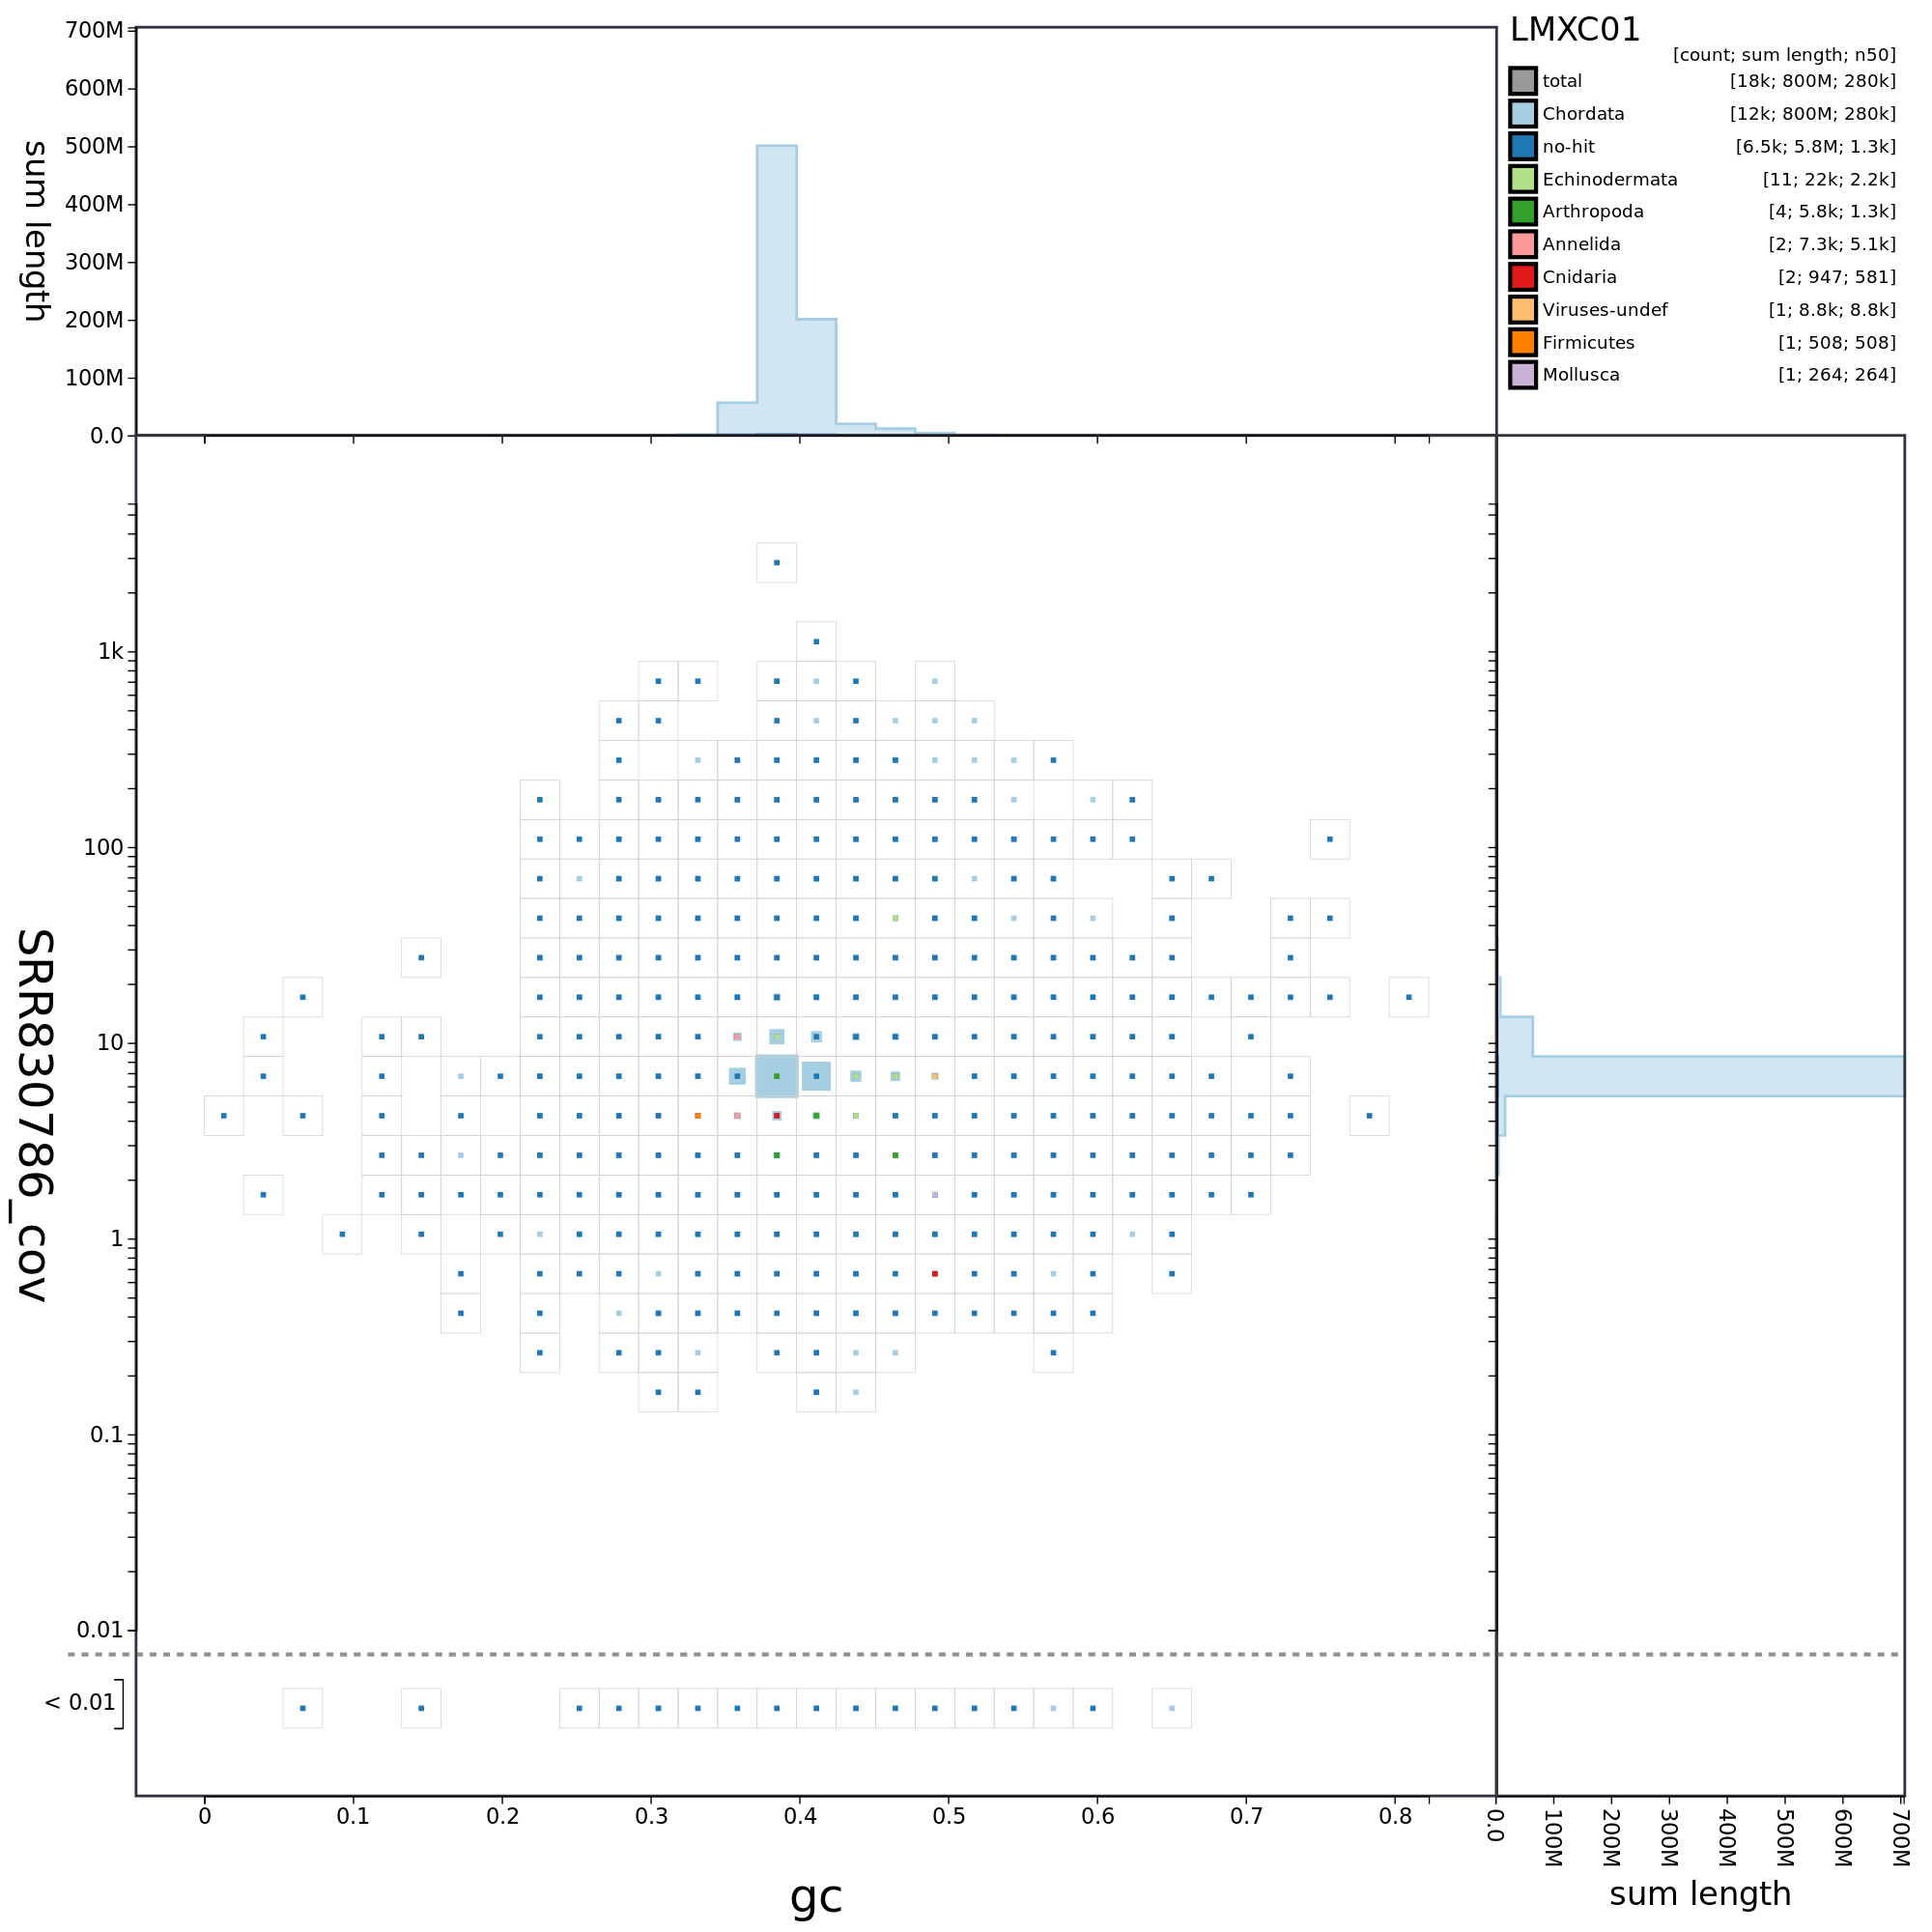 LMXC01
[count; sum length; n50]
total [18k; 800M; 280k]
Chordata [12k; 800M; 280k]
no-hit [6.5k; 5.8M; 1.3k]
Echinodermata [11; 22k; 2.2k]
Arthropoda [4; 5.8k; 1.3k]
Annelida [2; 7.3k; 5.1k]
Cnidaria [2; 947; 581]
Viruses-undef [1; 8.8k; 8.8k]
Firmicutes [1; 508; 508]
Mollusca [1; 264; 264]
700M
600M
500M
400M
300M
200M
100M
0.0
sum length
1k
100
10
1
0.1
0.01
< 0.01
SRR830786_cov
0 0.1 0.2 0.3 0.4 0.5 0.6 0.7 0.8
gc
0.0 100M 200M 300M 400M 500M 600M 700M
sum length